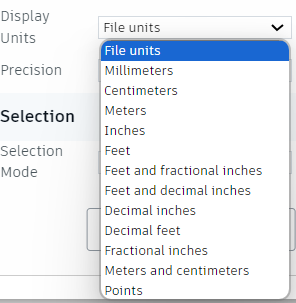 Display
Units
File units
File units
Millimeters
Precision
Centimeters
Meters
Selection
Inches
Selection
Mode
Feet
Feet and fractional inches
Feet and decimal inches
Decimal inches
Decimal feet
Fractional inches
Meters and centimeters
Points